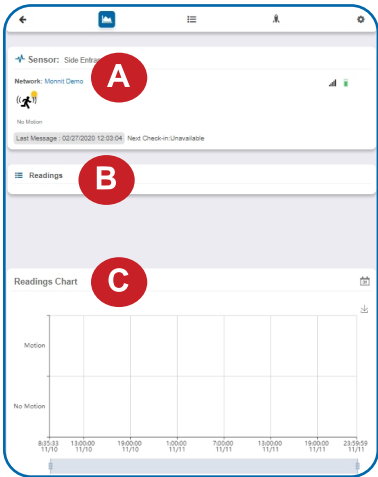 Sensor: Side Entran
A
Network: Monnit Demo
No Motion
Last Message : 02/27/2020 12:03:04 Next Check-in:Unavailable
Readings
B
Readings Chart
C
Motion
No Motion
8:35:33 13:00:00 19:00:00 1:00:00 7:00:00 13:00:00 19:00:00 23:59:59
11/10 11/10 11/10 11/11 11/11 11/11 11/11 11/11